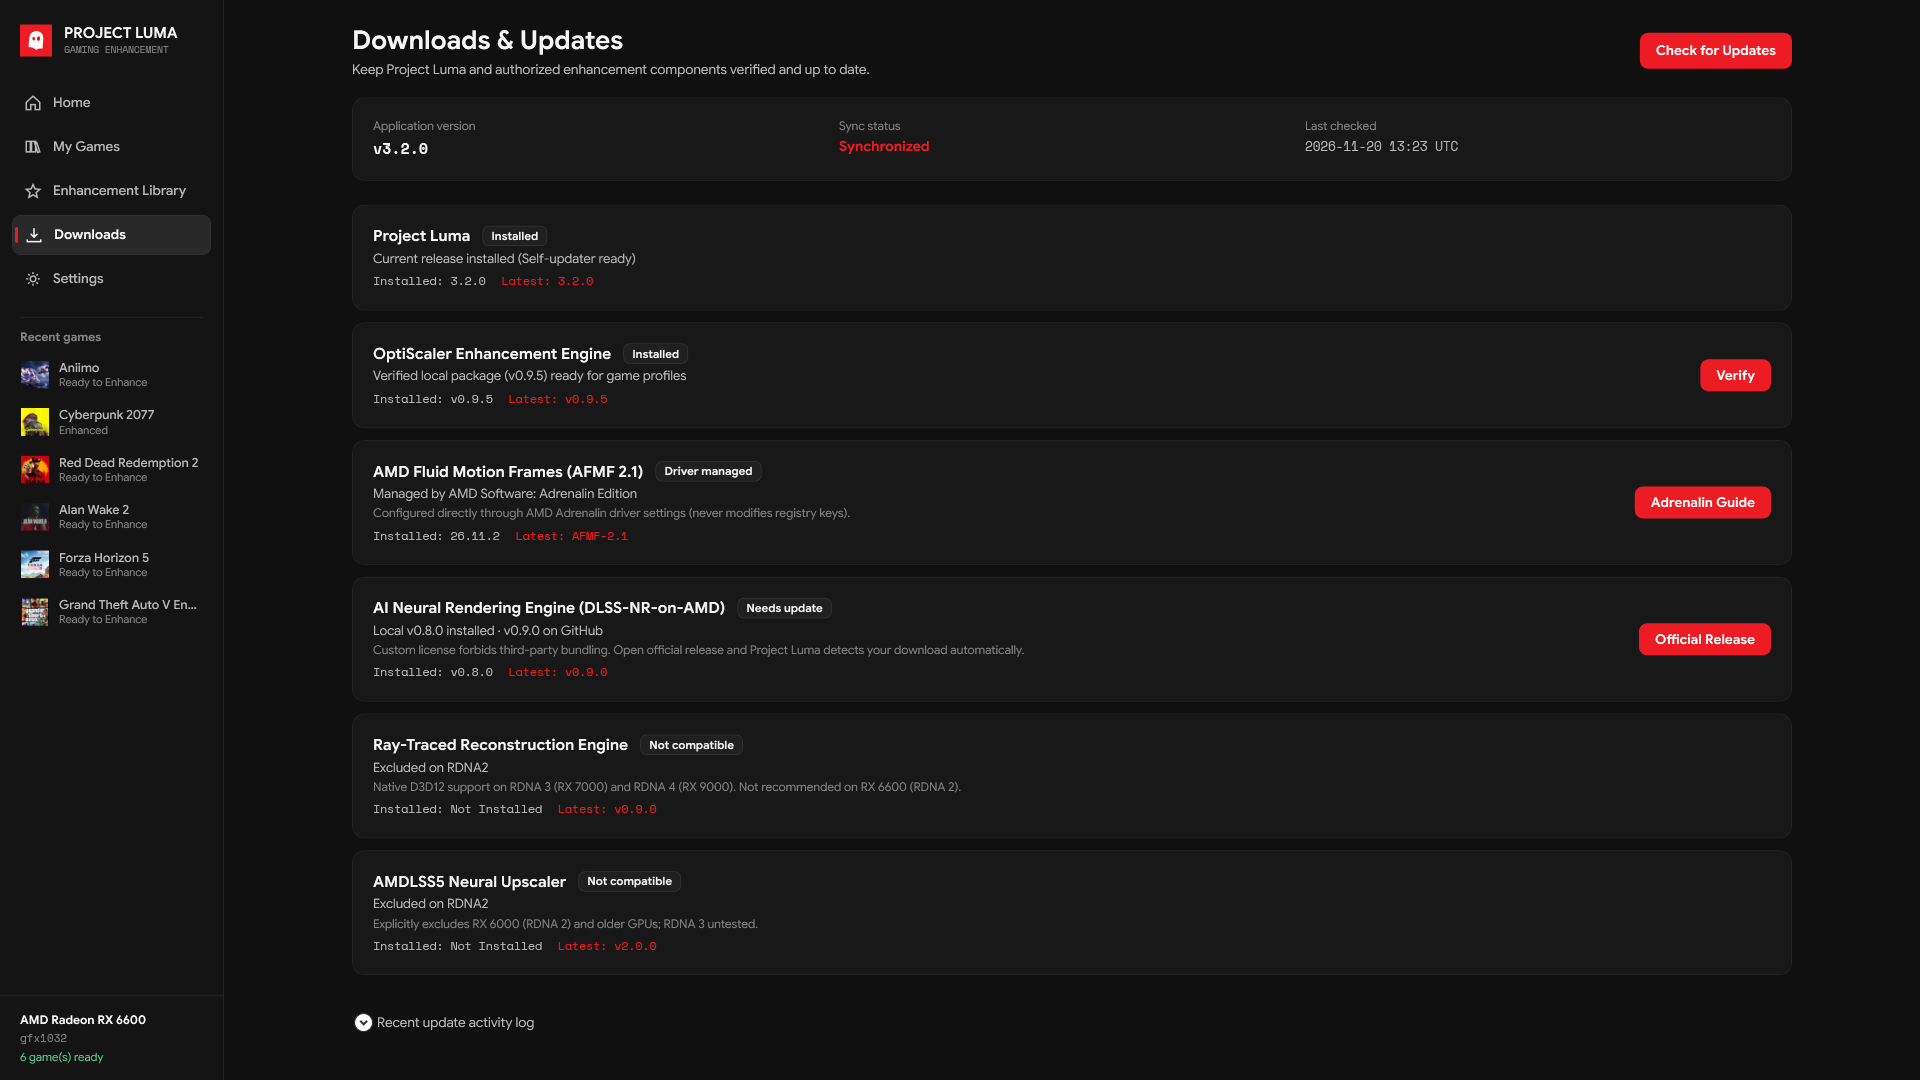 PROJECT LUMA
GAMING ENHANCEMENT
Home
My Games
Enhancement Library
Downloads
Settings
Recent games
Aniimo
Ready to Enhance
Cyberpunk 2077
Enhanced
Red Dead Redemption 2
Ready to Enhance
Alan Wake 2
Ready to Enhance
Forza Horizon 5
Ready to Enhance
Grand Theft Auto V En...
Ready to Enhance
AMD Radeon RX 6600
gfx1032
6 game(s) ready
Downloads & Updates
Keep Project Luma and authorized enhancement components verified and up to date.
Check for Updates
Application version
v3.2.0
Sync status
Synchronized
Last checked
2026-11-20 13:23 UTC
Project Luma Installed
Current release installed (Self-updater ready)
Installed: 3.2.0 Latest: 3.2.0
OptiScaler Enhancement Engine Installed
Verified local package (v0.9.5) ready for game profiles
Installed: v0.9.5 Latest: v0.9.5
Verify
AMD Fluid Motion Frames (AFMF 2.1) Driver managed
Managed by AMD Software: Adrenalin Edition
Configured directly through AMD Adrenalin driver settings (never modifies registry keys).
Installed: 26.11.2 Latest: AFMF-2.1
Adrenalin Guide
AI Neural Rendering Engine (DLSS-NR-on-AMD) Needs update
Local v0.8.0 installed · v0.9.0 on GitHub
Custom license forbids third-party bundling. Open official release and Project Luma detects your download automatically.
Installed: v0.8.0 Latest: v0.9.0
Official Release
Ray-Traced Reconstruction Engine Not compatible
Excluded on RDNA2
Native D3D12 support on RDNA 3 (RX 7000) and RDNA 4 (RX 9000). Not recommended on RX 6600 (RDNA 2).
Installed: Not Installed Latest: v0.9.0
AMDLSS5 Neural Upscaler Not compatible
Excluded on RDNA2
Explicitly excludes RX 6000 (RDNA 2) and older GPUs; RDNA 3 untested.
Installed: Not Installed Latest: v2.0.0
Recent update activity log